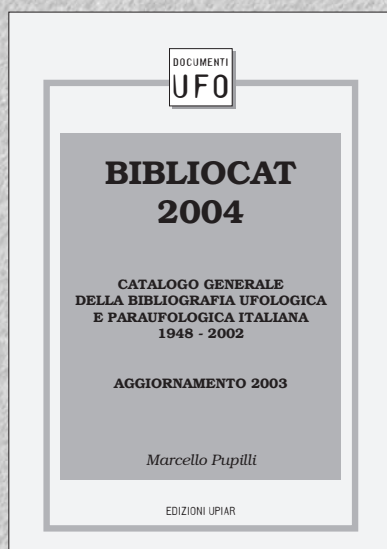 DOCUMENTI
UFO
BIBLIOCAT
2004
CATALOGO GENERALE
DELLA BIBLIOGRAFIA UFOLOGICA
E PARAUFOLOGICA ITALIANA
1948 - 2002
AGGIORNAMENTO 2003
Marcello Pupilli
EDIZIONI UPIAR